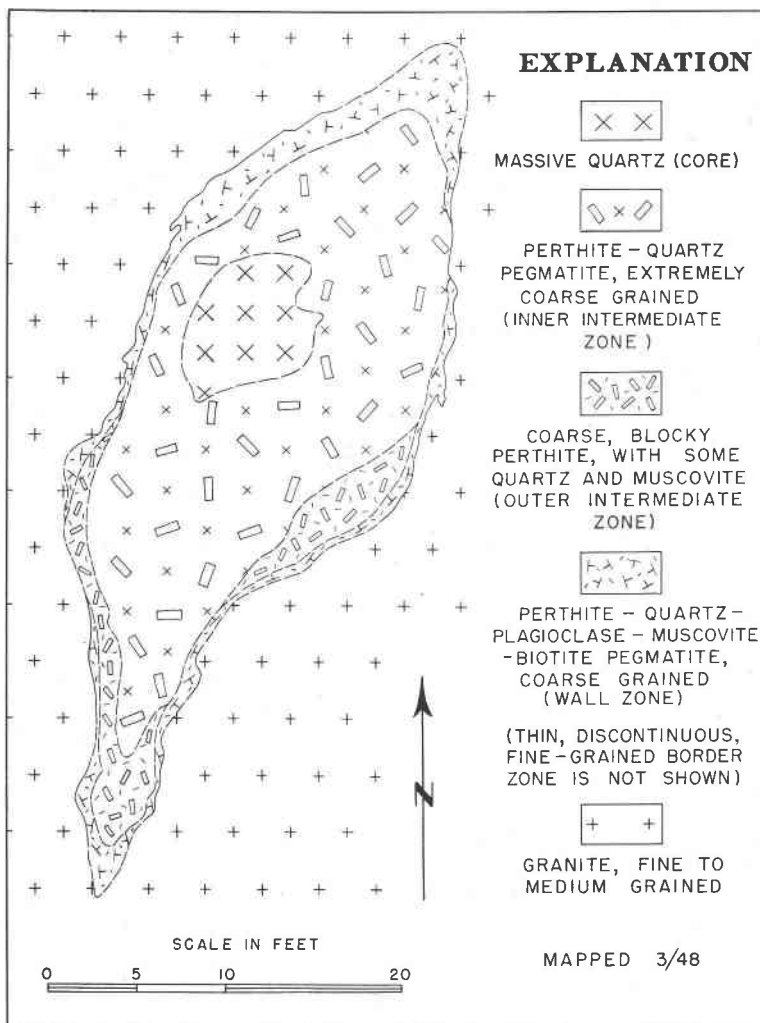 EXPLANATION
MASSIVE QUARTZ (CORE)
PERTHITE - QUARTZ
PEGMATITE, EXTREMELY
COARSE GRAINED
(INNER INTERMEDIATE
ZONE)
COARSE, BLOCKY
PERTHITE, WITH SOME
QUARTZ AND MUSCOVITE
(OUTER INTERMEDIATE
ZONE)
PERTHITE - QUARTZ-
PLAGIOCLASE - MUSCOVITE
-BIOTITE PEGMATITE,
COARSE GRAINED
(WALL ZONE)
(THIN, DISCONTINUOUS,
FINE-GRAINED BORDER
ZONE IS NOT SHOWN)
GRANITE, FINE TO
MEDIUM GRAINED
N
SCALE IN FEET
0 5 10 20
MAPPED 3/48